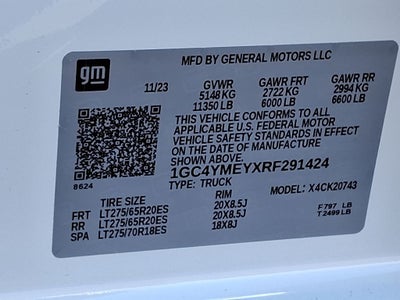 gm
MFD BY GENERAL MOTORS LLC
11/23 GVWR GAWR FRT GAWR RR
5148 KG 2722 KG 2994 KG
11350 LB 6000 LB 6600 LB
THIS VEHICLE CONFORMS TO ALL
APPLICABLE U.S. FEDERAL MOTOR
VEHICLE SAFETY STANDARDS IN EFFECT
ON THE DATE OF MANUFACTURE
SHOWN ABOVE.
1GC4YMEYXRF291424
8624 TYPE: TRUCK MODEL: X4CK20743
TIRE SIZE RIM
FRT LT275/65R20ES 20X8.5J F797 LB
RR LT275/65R20ES 20X8.5J T2499 LB
SPA LT275/70R18ES 18X8J